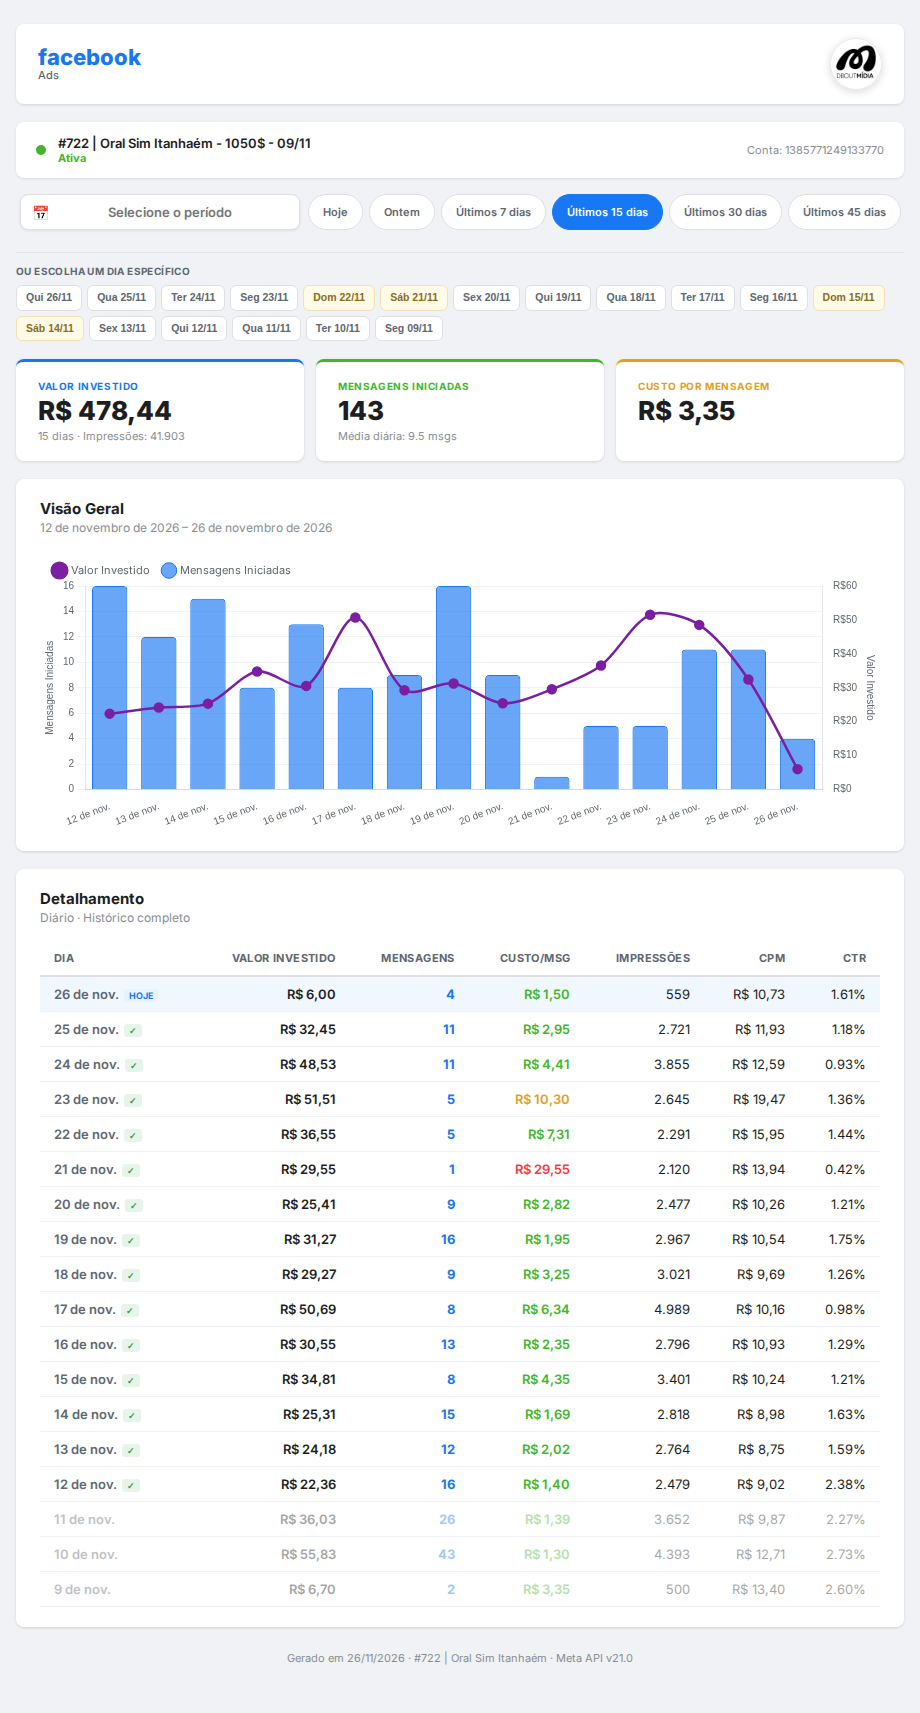 facebook
Ads
DBOUTMÍDIA
#722 | Oral Sim Itanhaém - 1050$ - 09/11
Ativa
Conta: 1385771249133770
📅 Selecione o período
Hoje
Ontem
Últimos 7 dias
Últimos 15 dias
Últimos 30 dias
Últimos 45 dias
OU ESCOLHA UM DIA ESPECÍFICO
Qui 26/11 Qua 25/11 Ter 24/11 Seg 23/11 Dom 22/11 Sáb 21/11 Sex 20/11 Qui 19/11 Qua 18/11 Ter 17/11 Seg 16/11 Dom 15/11
Sáb 14/11 Sex 13/11 Qui 12/11 Qua 11/11 Ter 10/11 Seg 09/11
VALOR INVESTIDO
R$ 478,44
15 dias · Impressões: 41.903
MENSAGENS INICIADAS
143
Média diária: 9.5 msgs
CUSTO POR MENSAGEM
R$ 3,35
Visão Geral
12 de novembro de 2026 – 26 de novembro de 2026
Valor Investido Mensagens Iniciadas
Mensagens Iniciadas
16
14
12
10
8
6
4
2
0
R$60
R$50
R$40
R$30
R$20
R$10
R$0
Valor Investido
12 de nov. 13 de nov. 14 de nov. 15 de nov. 16 de nov. 17 de nov. 18 de nov. 19 de nov. 20 de nov. 21 de nov. 22 de nov. 23 de nov. 24 de nov. 25 de nov. 26 de nov.
Detalhamento
Diário · Histórico completo
DIA VALOR INVESTIDO MENSAGENS CUSTO/MSG IMPRESSÕES CPM CTR
26 de nov. HOJE R$ 6,00 4 R$ 1,50 559 R$ 10,73 1.61%
25 de nov. ✓ R$ 32,45 11 R$ 2,95 2.721 R$ 11,93 1.18%
24 de nov. ✓ R$ 48,53 11 R$ 4,41 3.855 R$ 12,59 0.93%
23 de nov. ✓ R$ 51,51 5 R$ 10,30 2.645 R$ 19,47 1.36%
22 de nov. ✓ R$ 36,55 5 R$ 7,31 2.291 R$ 15,95 1.44%
21 de nov. ✓ R$ 29,55 1 R$ 29,55 2.120 R$ 13,94 0.42%
20 de nov. ✓ R$ 25,41 9 R$ 2,82 2.477 R$ 10,26 1.21%
19 de nov. ✓ R$ 31,27 16 R$ 1,95 2.967 R$ 10,54 1.75%
18 de nov. ✓ R$ 29,27 9 R$ 3,25 3.021 R$ 9,69 1.26%
17 de nov. ✓ R$ 50,69 8 R$ 6,34 4.989 R$ 10,16 0.98%
16 de nov. ✓ R$ 30,55 13 R$ 2,35 2.796 R$ 10,93 1.29%
15 de nov. ✓ R$ 34,81 8 R$ 4,35 3.401 R$ 10,24 1.21%
14 de nov. ✓ R$ 25,31 15 R$ 1,69 2.818 R$ 8,98 1.63%
13 de nov. ✓ R$ 24,18 12 R$ 2,02 2.764 R$ 8,75 1.59%
12 de nov. ✓ R$ 22,36 16 R$ 1,40 2.479 R$ 9,02 2.38%
11 de nov. R$ 36,03 26 R$ 1,39 3.652 R$ 9,87 2.27%
10 de nov. R$ 55,83 43 R$ 1,30 4.393 R$ 12,71 2.73%
9 de nov. R$ 6,70 2 R$ 3,35 500 R$ 13,40 2.60%
Gerado em 26/11/2026 · #722 | Oral Sim Itanhaém · Meta API v21.0